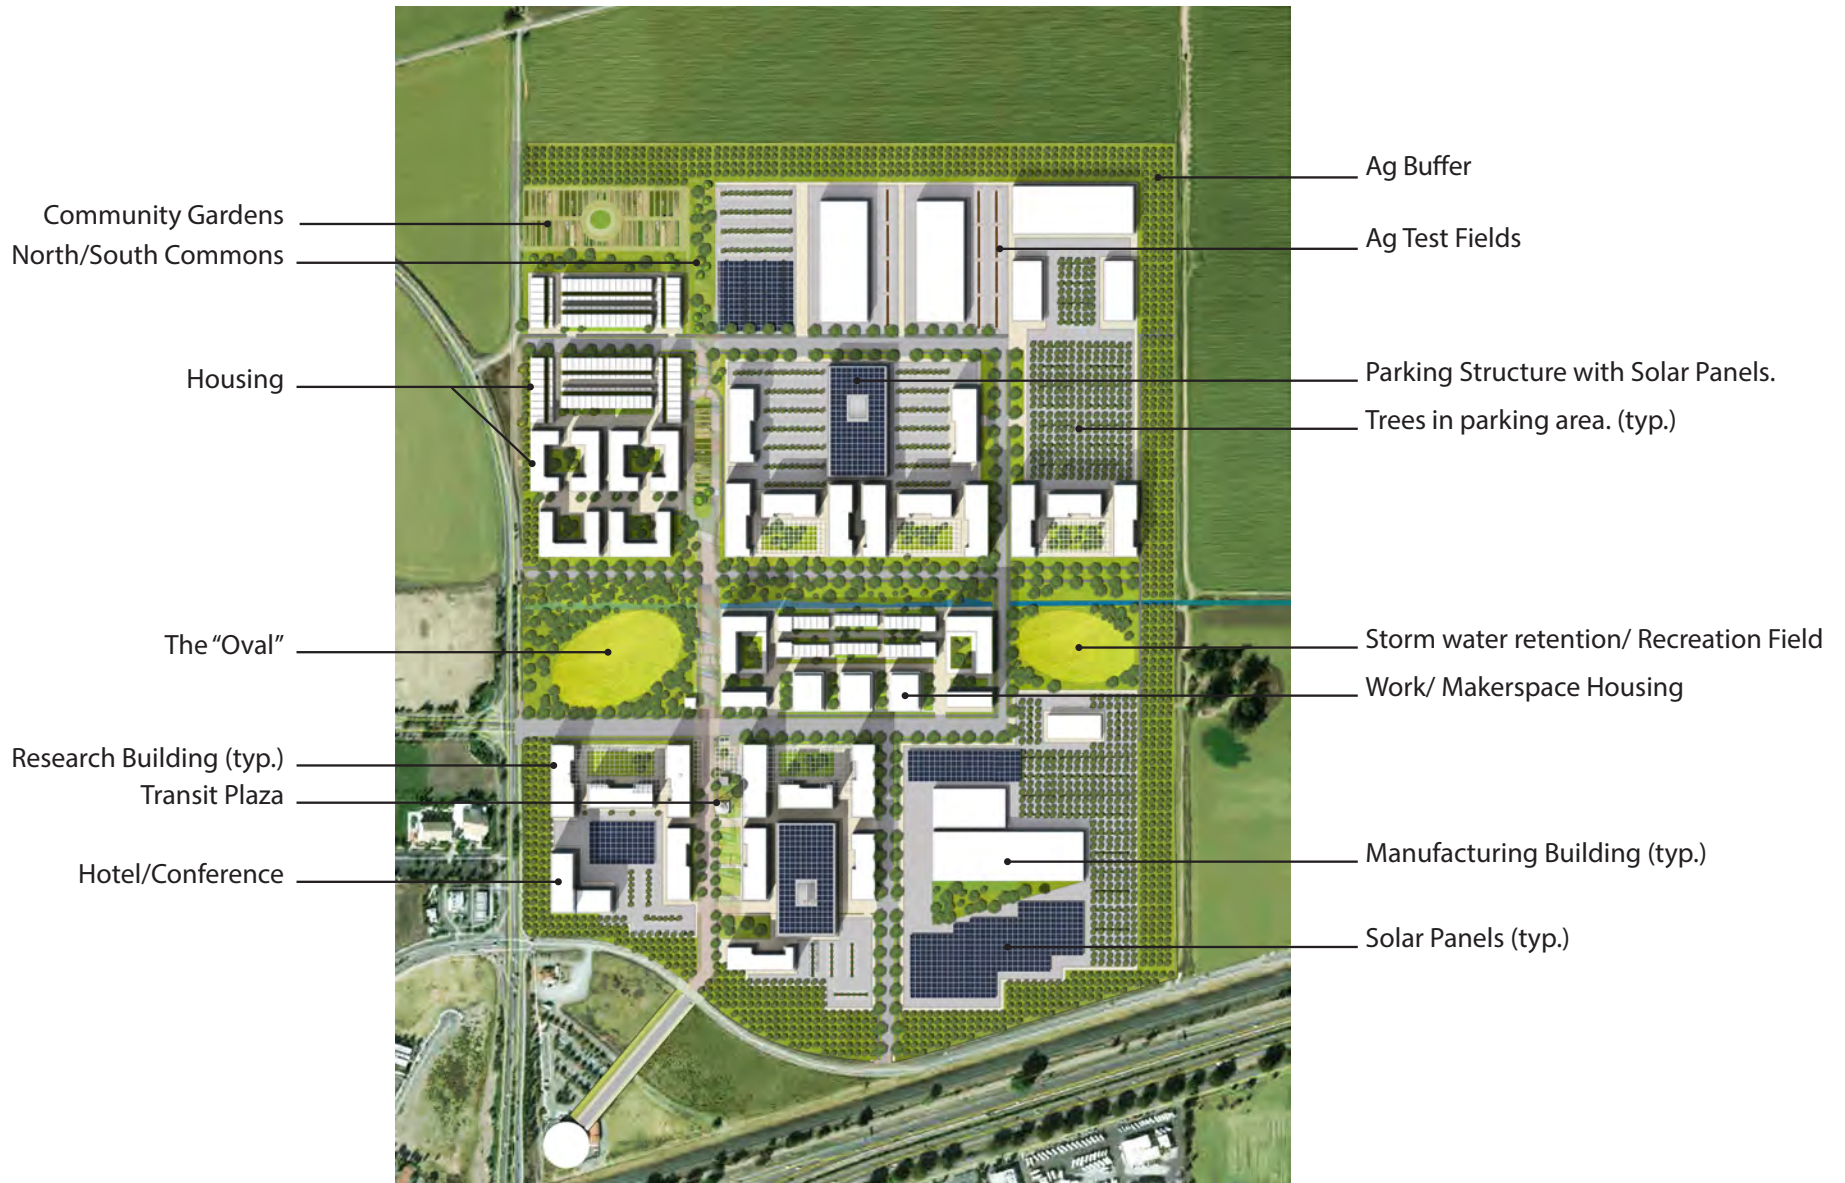 Community Gardens
North/South Commons
Housing
The “Oval”
Research Building (typ.)
Transit Plaza
Hotel/Conference
Ag Buffer
Ag Test Fields
Parking Structure with Solar Panels.
Trees in parking area. (typ.)
Storm water retention/ Recreation Field
Work/ Makerspace Housing
Manufacturing Building (typ.)
Solar Panels (typ.)